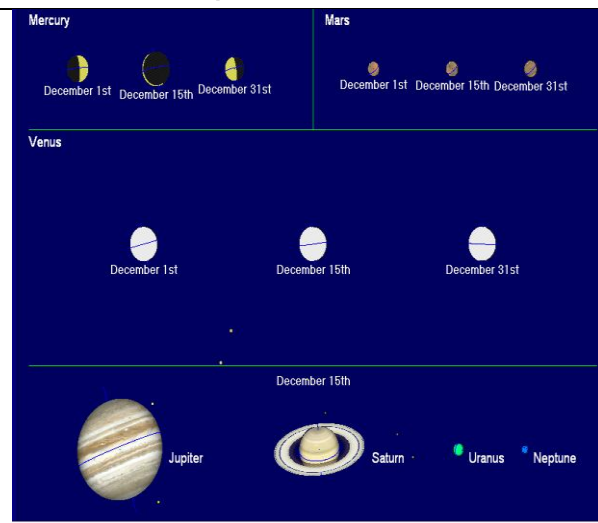 Mercury
Mars
December 1st December 15th December 31st
December 1st December 15th December 31st
Venus
December 1st December 15th December 31st
December 15th
Jupiter Saturn Uranus Neptune